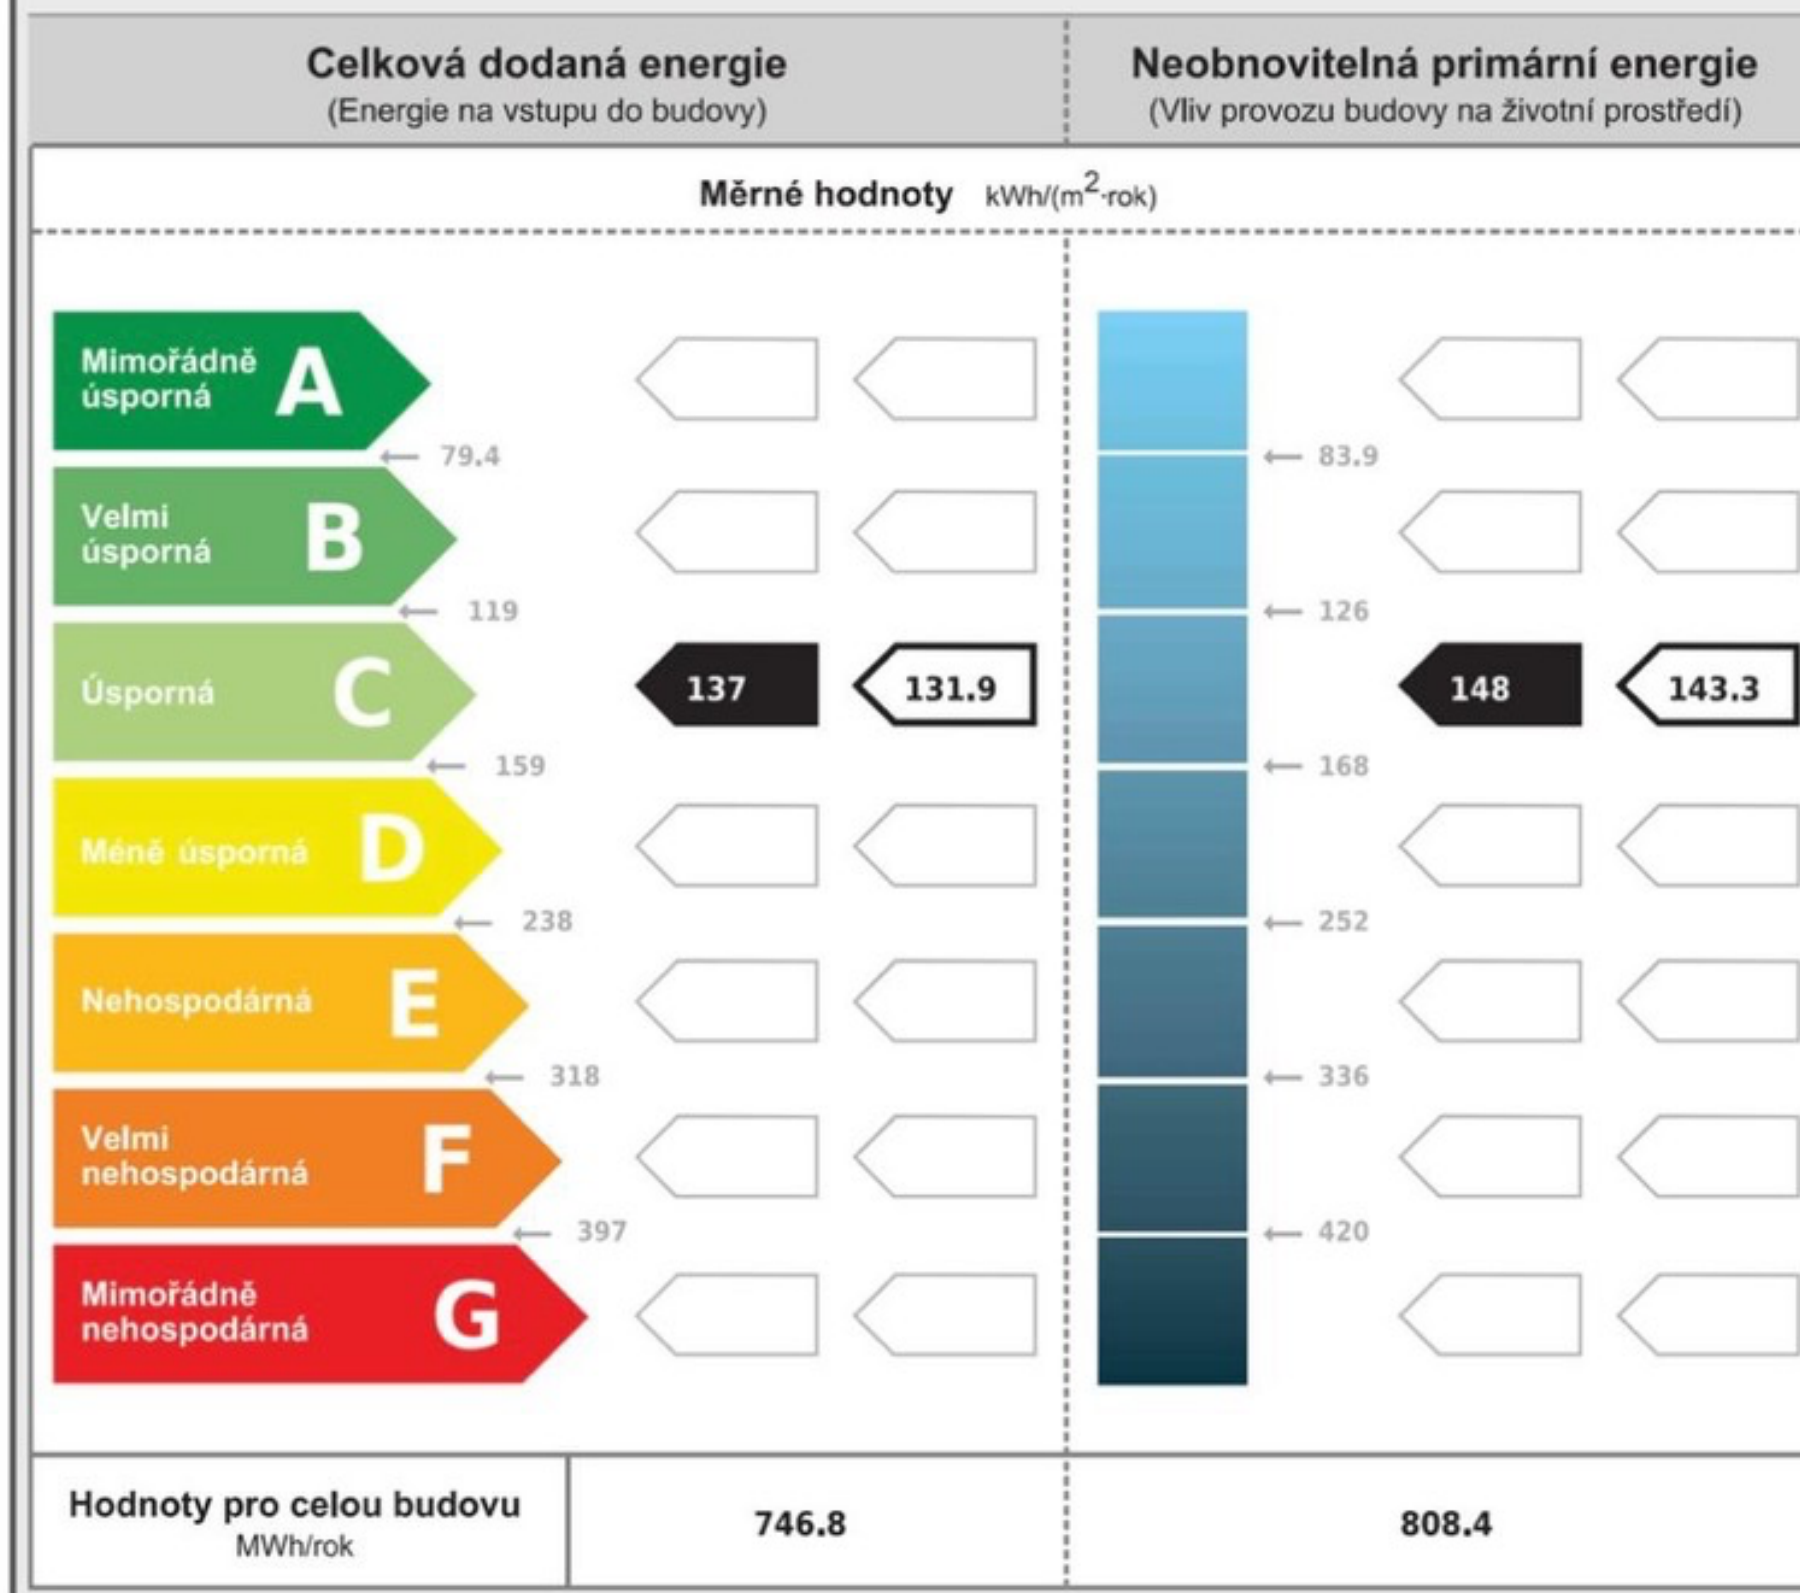 Celková dodaná energie
(Energie na vstupu do budovy)
Neobnovitelná primární energie
(Vliv provozu budovy na životní prostředí)
Měrné hodnoty kWh/(m²·rok)
Mimořádně
úsporná
A
79.4
83.9
Velmi
úsporná
B
119
126
Úsporná
C
137
131.9
148
143.3
159
168
Méně úsporná
D
238
252
Nehospodárná
E
318
336
Velmi
nehospodárná
F
397
420
Mimořádně
nehospodárná
G
Hodnoty pro celou budovu
MWh/rok
746.8
808.4